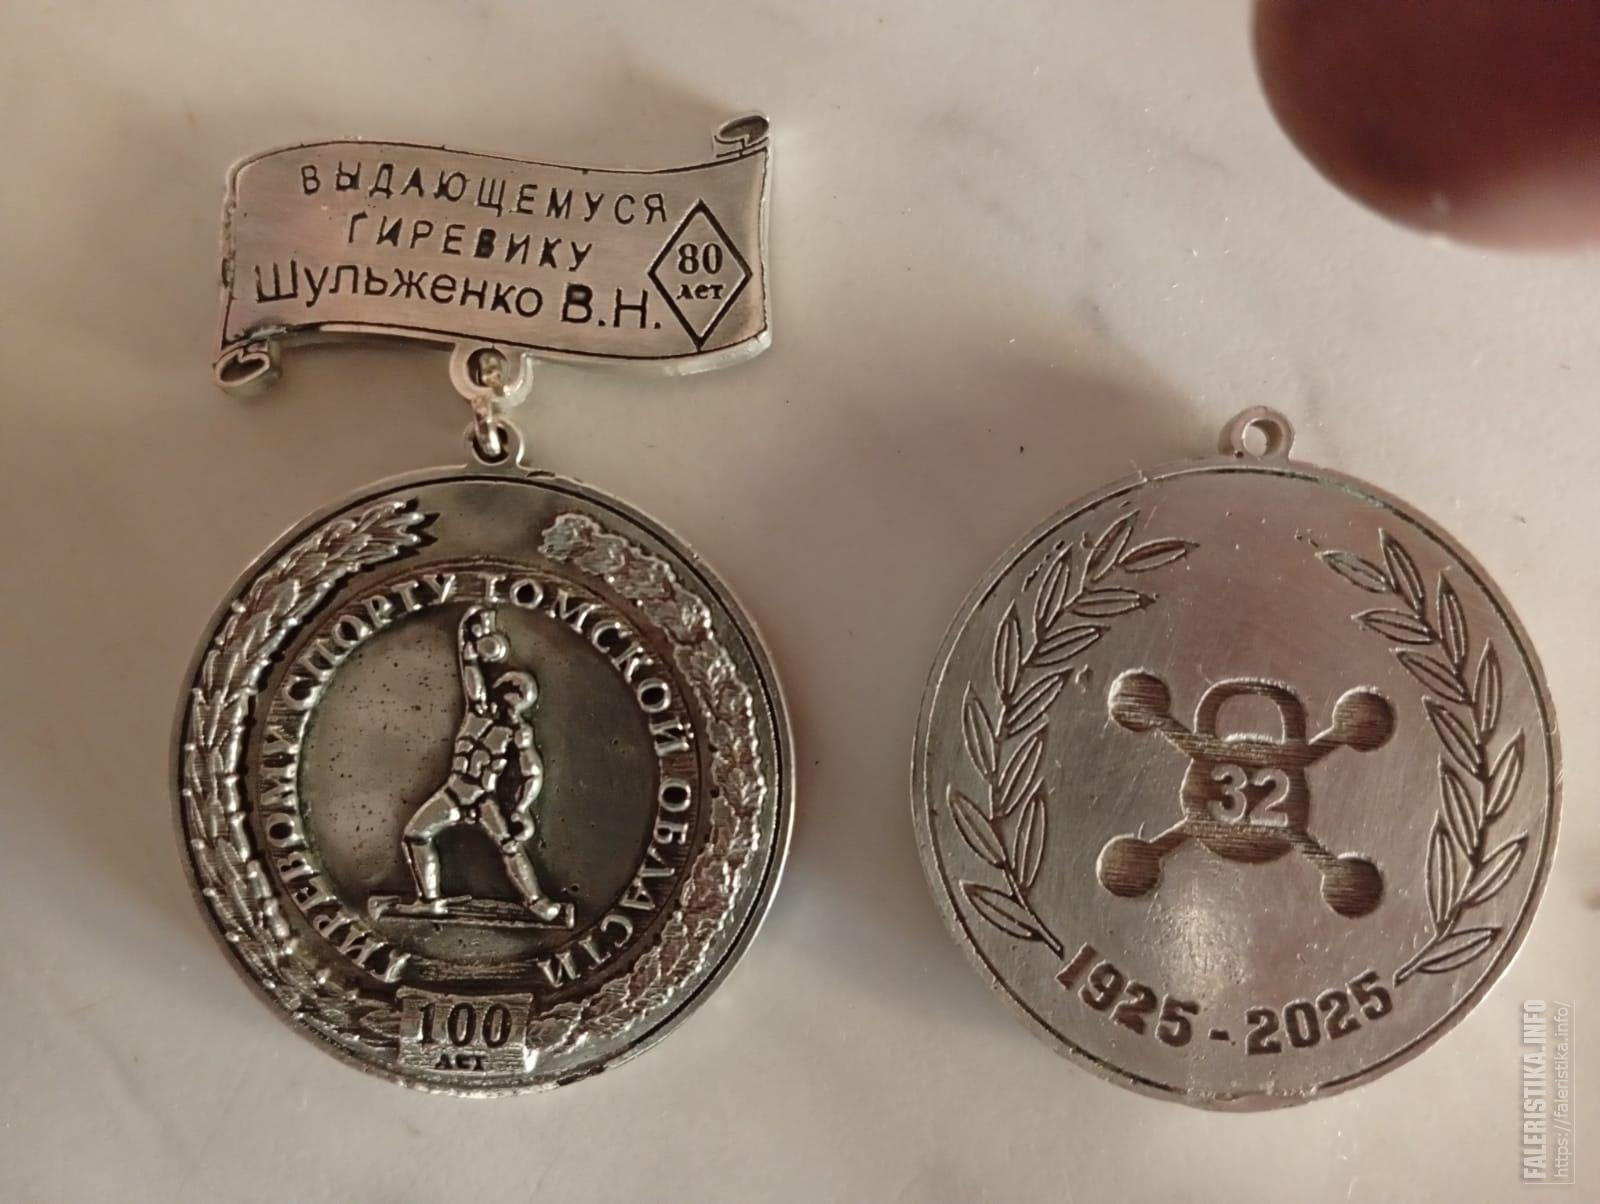 ВЫДАЮЩЕМУСЯ
ГИРЕВИКУ
Шульженко В.Н.
80
лет
ГИРЕВОМУ СПОРТУ ТОМСКОЙ ОБЛАСТИ
100
лет
32
1925 - 2025
FALERISTIKA.INFO
https://faleristika.info/